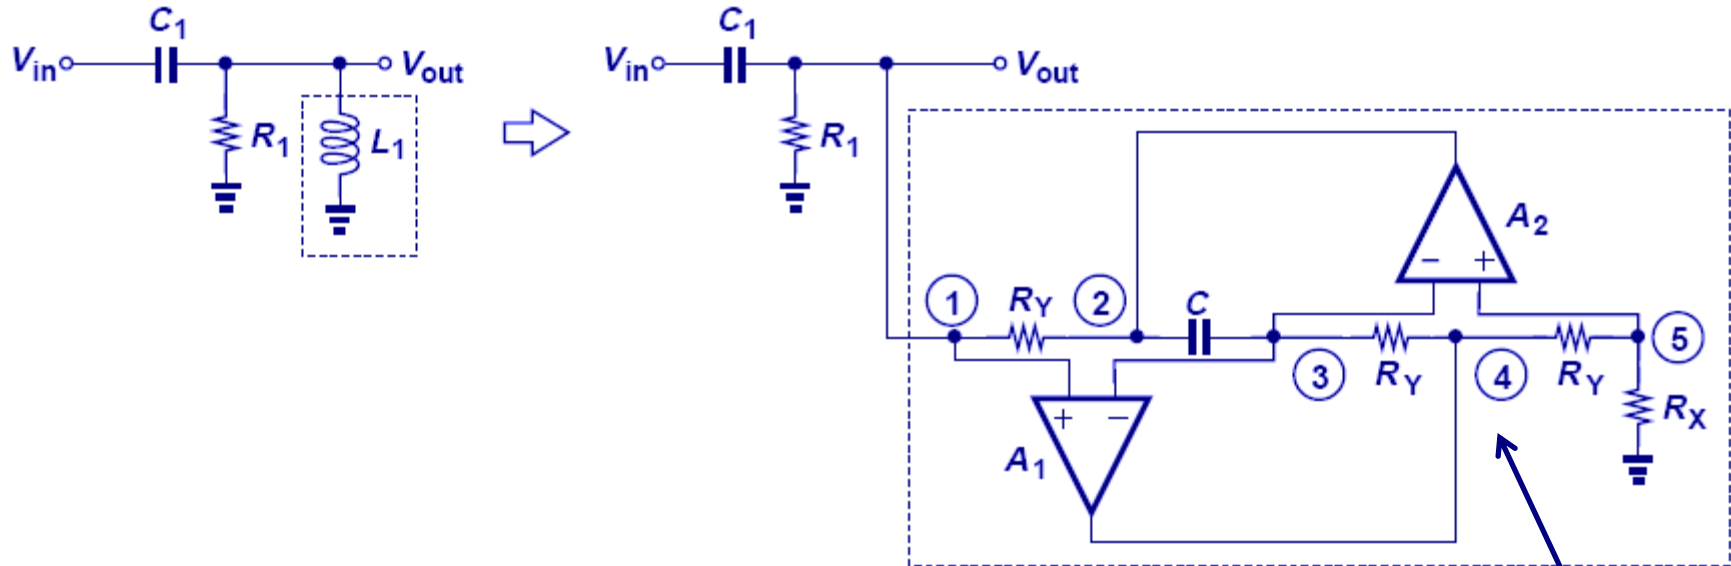 C1
Vin
Vout
R1
L1
C1
Vin
Vout
R1
A2
− +
1
RY
2
C
3
RY
4
RY
5
RX
+ −
A1